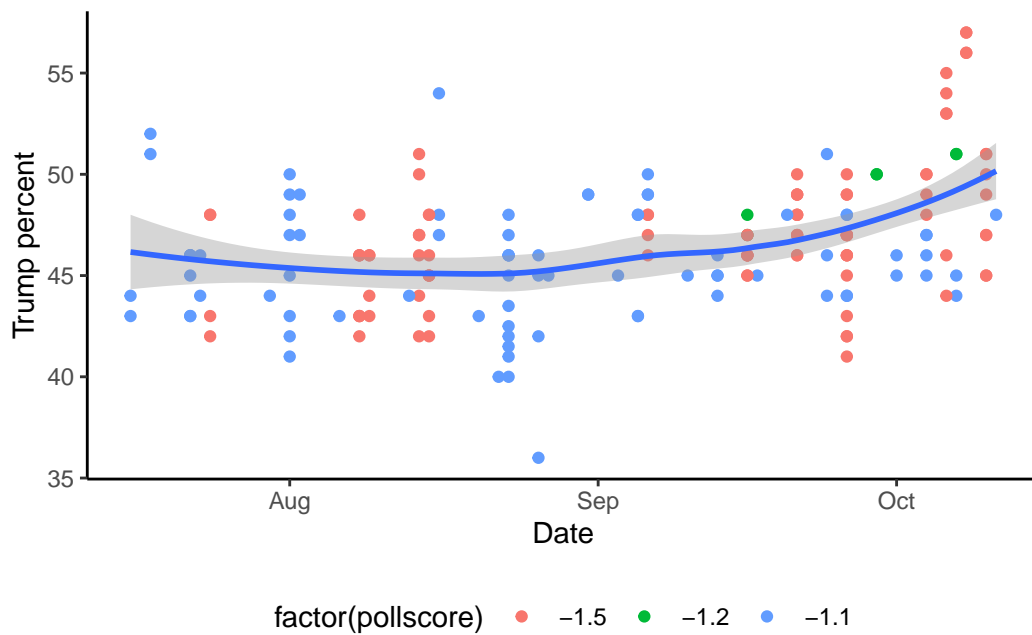 Trump percent
55
50
45
40
35
Aug Sep Oct
Date
factor(pollscore) −1.5 −1.2 −1.1